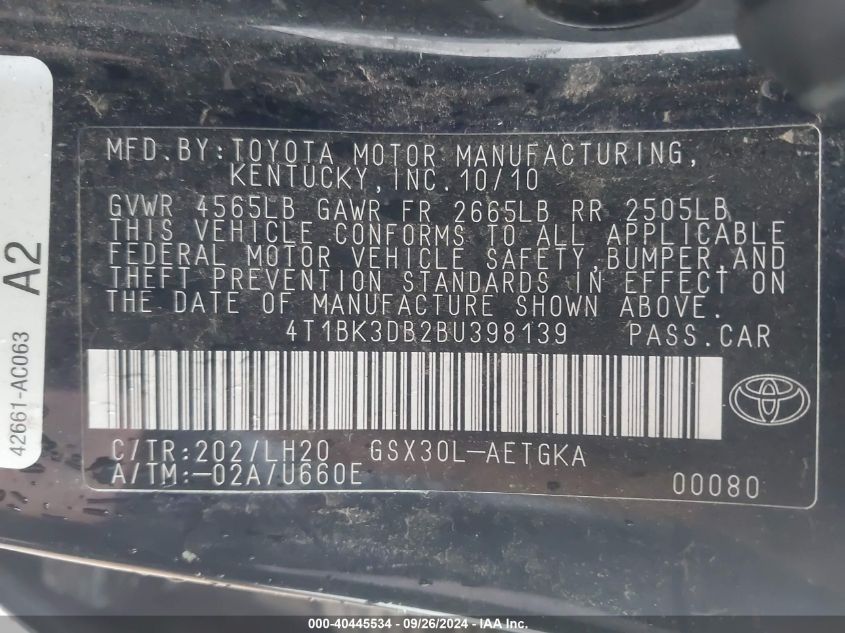 MFD.BY:TOYOTA MOTOR MANUFACTURING,
KENTUCKY,INC.10/10
GVWR 4565LB GAWR FR 2665LB RR 2505LB
THIS VEHICLE CONFORMS TO ALL APPLICABLE
FEDERAL MOTOR VEHICLE SAFETY,BUMPER,AND
THEFT PREVENTION STANDARDS IN EFFECT ON
THE DATE OF MANUFACTURE SHOWN ABOVE.
4T1BK3DB2BU398139 PASS.CAR
C/TR:202/LH20 GSX30L-AETGKA
A/TM:-02A/U660E
00080
42661-AC063 A2
000-40445534 - 09/26/2024 - COPYRIGHT © IAA, LLC.